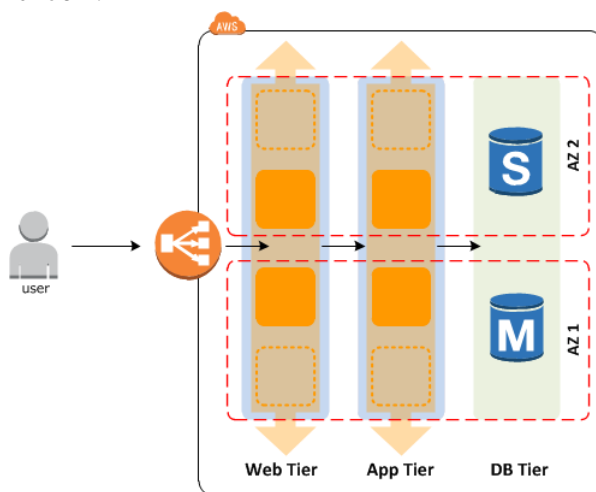 AWS
AZ 2
S
user
M
AZ 1
Web Tier
App Tier
DB Tier